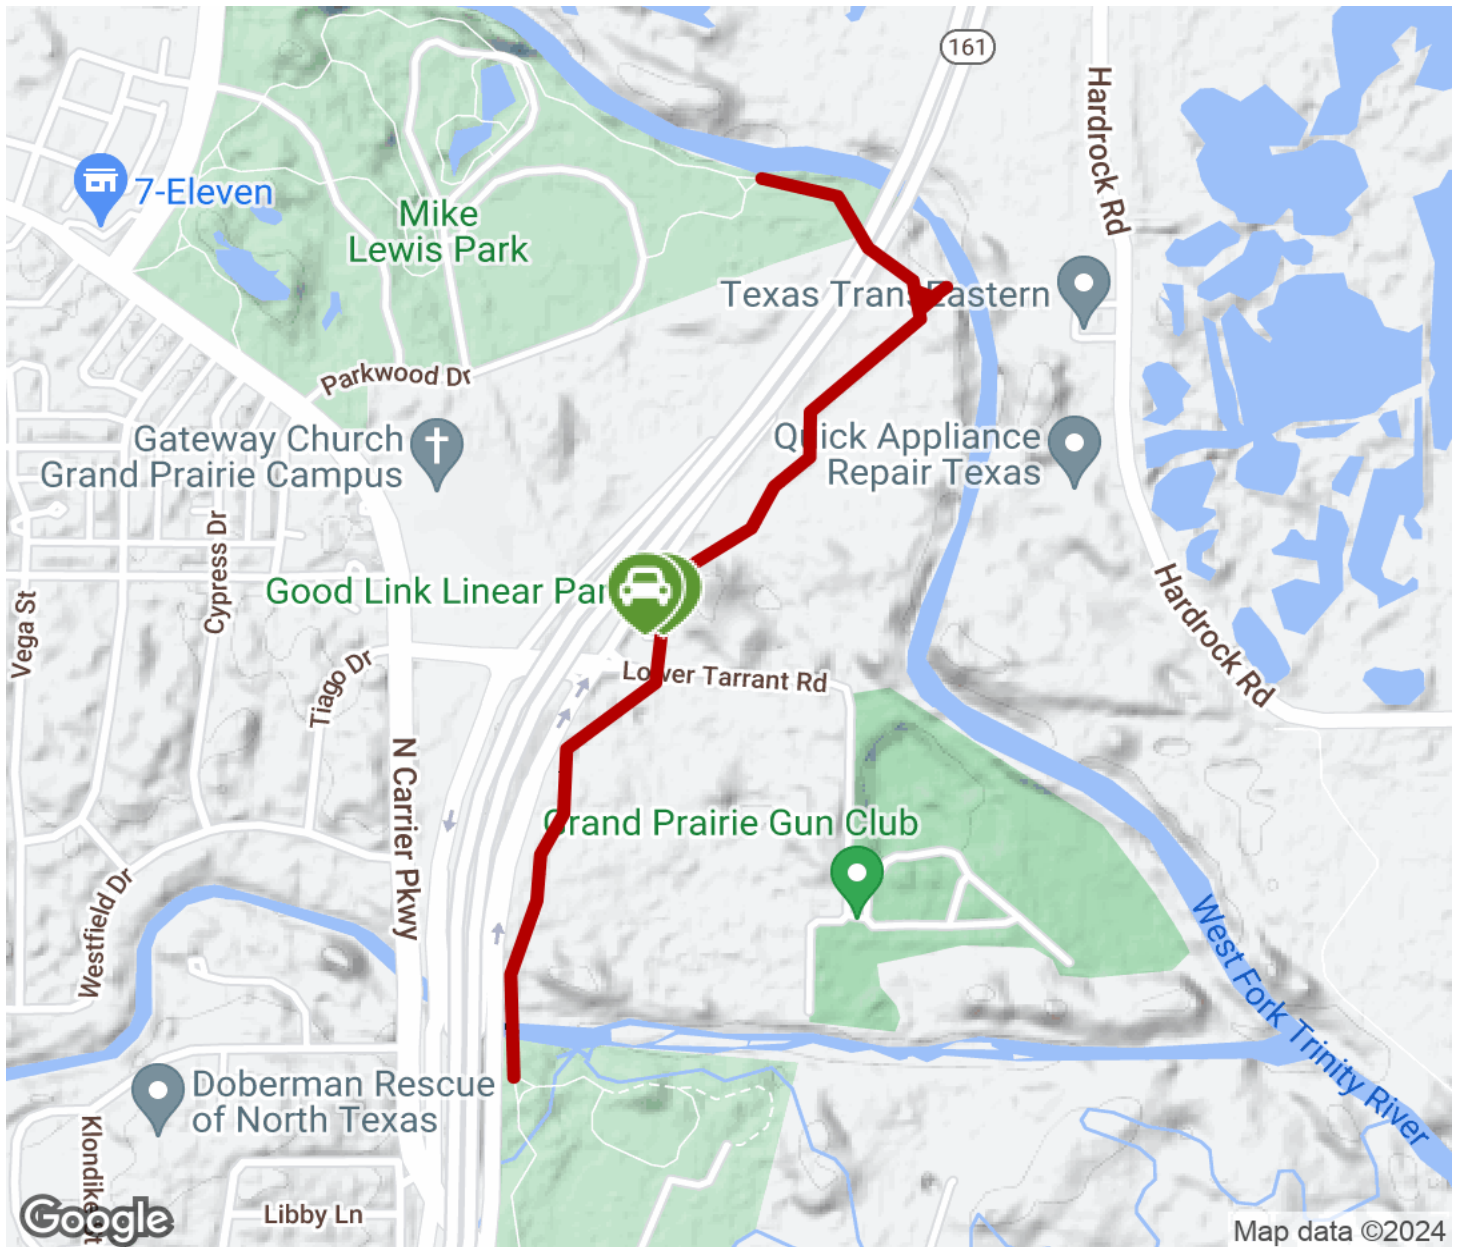 161
Hardrock Rd
7-Eleven
Mike
Lewis Park
Texas TransEastern
Parkwood Dr
Gateway Church
Grand Prairie Campus
Quick Appliance
Repair Texas
Cypress Dr
Good Link Linear Par
Vega St
Hardrock Rd
Tiago Dr
Lower Tarrant Rd
N Carrier Pkwy
Grand Prairie Gun Club
Westfield Dr
West Fork Trinity River
Doberman Rescue
of North Texas
Klondike
Libby Ln
Google
Map data ©2024